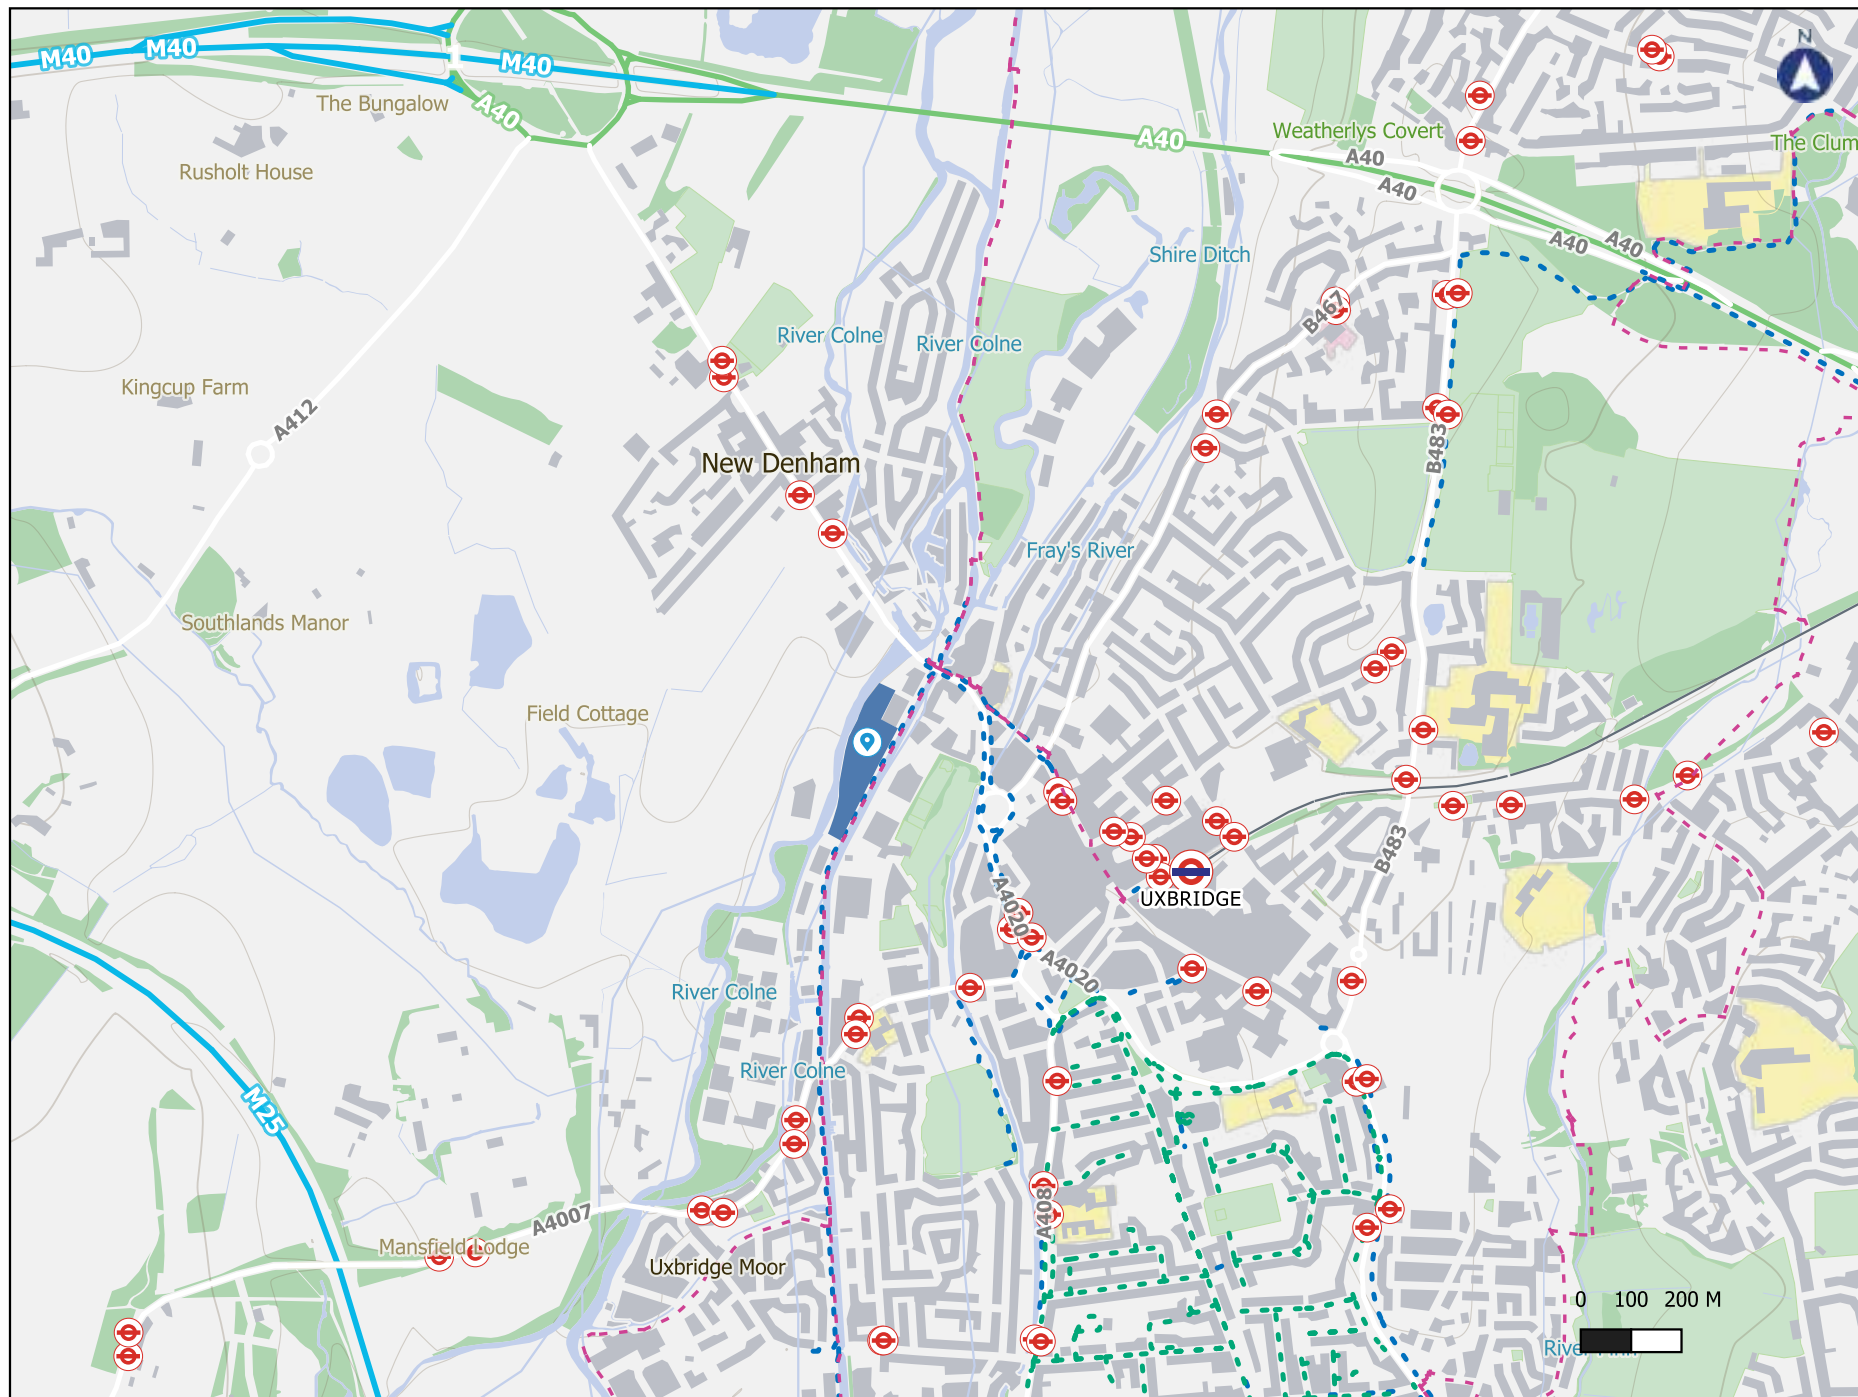 N
M40
M40
M40
The Bungalow
A40
Rusholt House
A40
Weatherlys Covert
A40
A40
The Clum
A40
A40
Shire Ditch
River Colne
River Colne
B467
Kingcup Farm
A412
New Denham
B483
Fray's River
Southlands Manor
Field Cottage
B483
UXBRIDGE
A4020
A4020
River Colne
River Colne
M25
A4007
A408
Mansfield Lodge
Uxbridge Moor
0 100 200 M
River